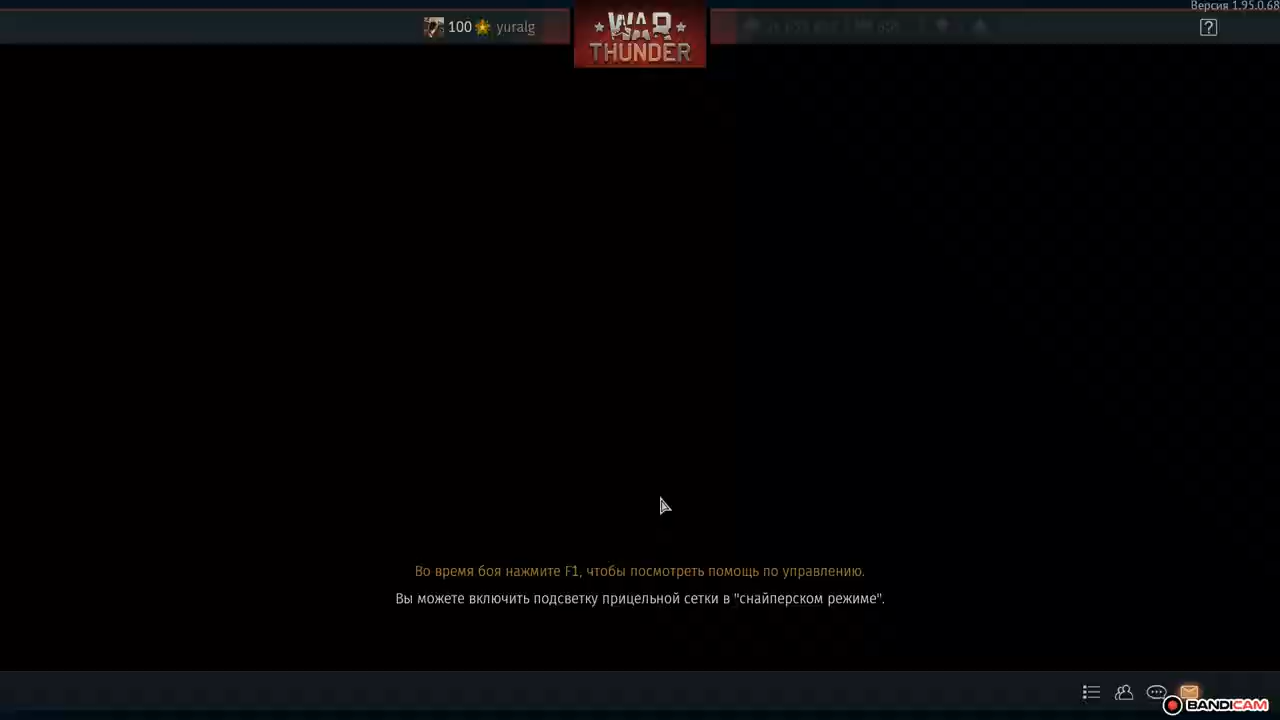 Версия 1.95.0.68
100 yuralg
WAR
THUNDER
?
Во время боя нажмите F1, чтобы посмотреть помощь по управлению.
Вы можете включить подсветку прицельной сетки в "снайперском режиме".
BANDICAM